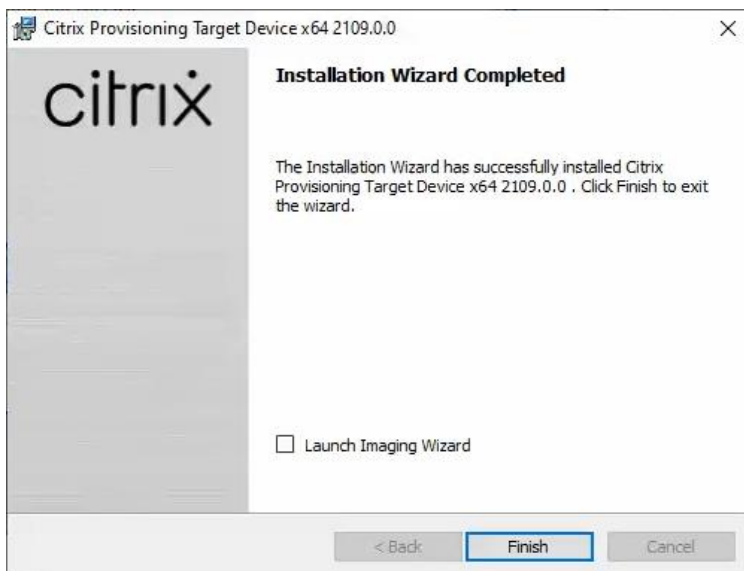 Citrix Provisioning Target Device x64 2109.0.0
citrix
Installation Wizard Completed
The Installation Wizard has successfully installed Citrix
Provisioning Target Device x64 2109.0.0 . Click Finish to exit
the wizard.
Launch Imaging Wizard
< Back
Finish
Cancel